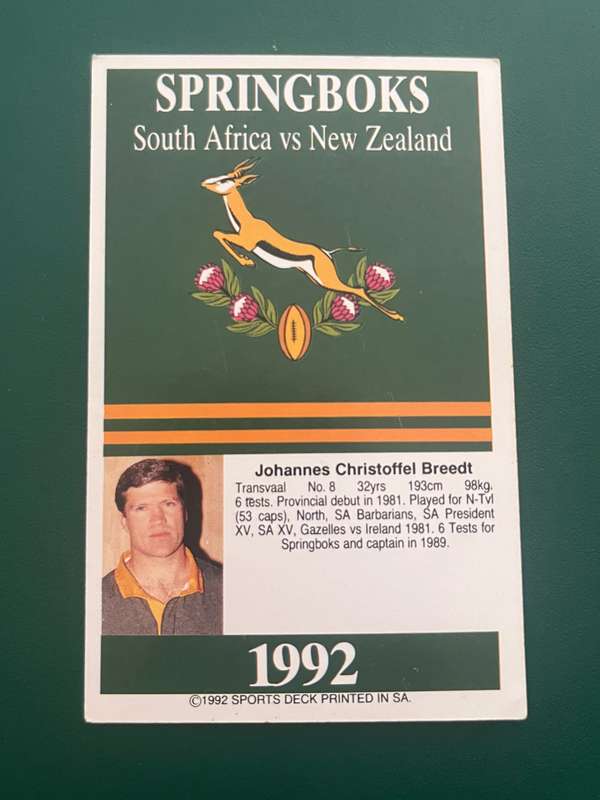 SPRINGBOKS
South Africa vs New Zealand
Johannes Christoffel Breedt
Transvaal No. 8 32yrs 193cm 98kg.
6 tests. Provincial debut in 1981. Played for N-Tvl
(53 caps), North, SA Barbarians, SA President
XV, SA XV, Gazelles vs Ireland 1981. 6 Tests for
Springboks and captain in 1989.
1992
©1992 SPORTS DECK PRINTED IN SA.